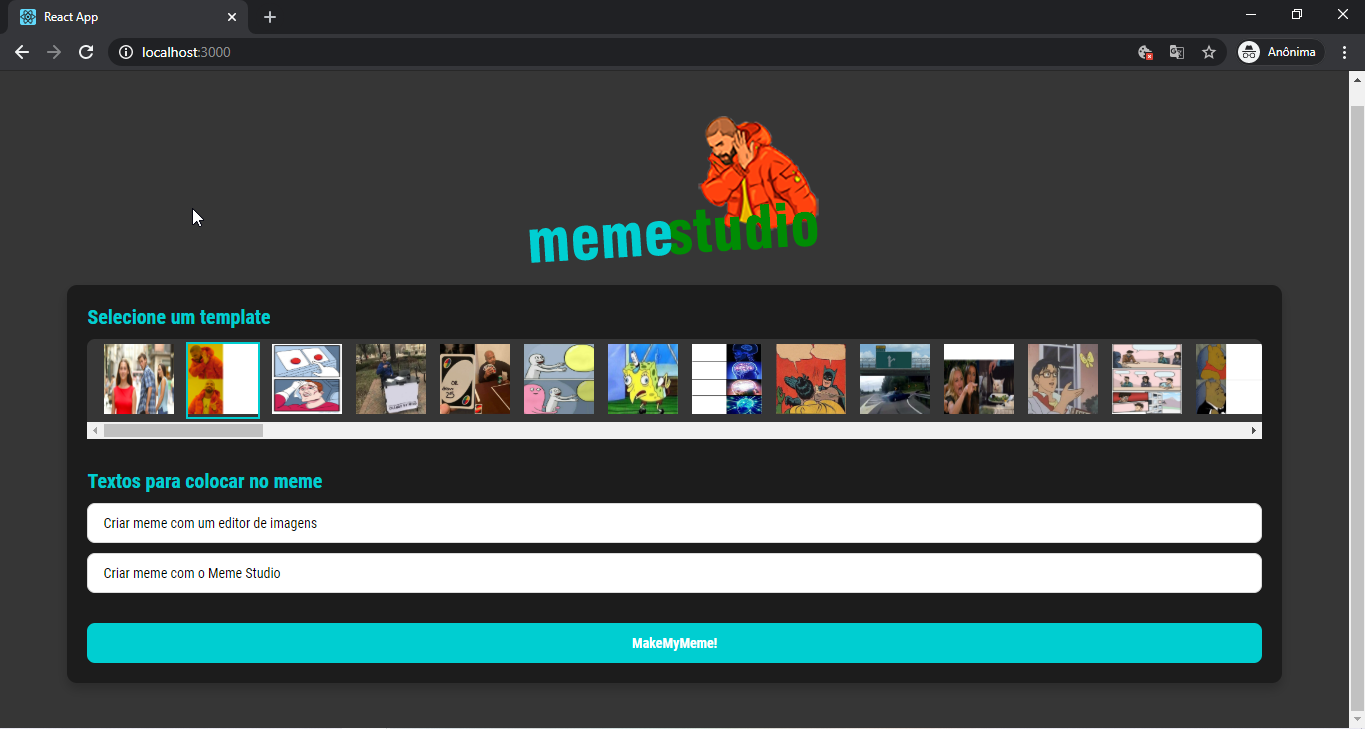 React App
localhost:3000
Anônima
memestudio
Selecione um template
Textos para colocar no meme
Criar meme com um editor de imagens
Criar meme com o Meme Studio
MakeMyMeme!